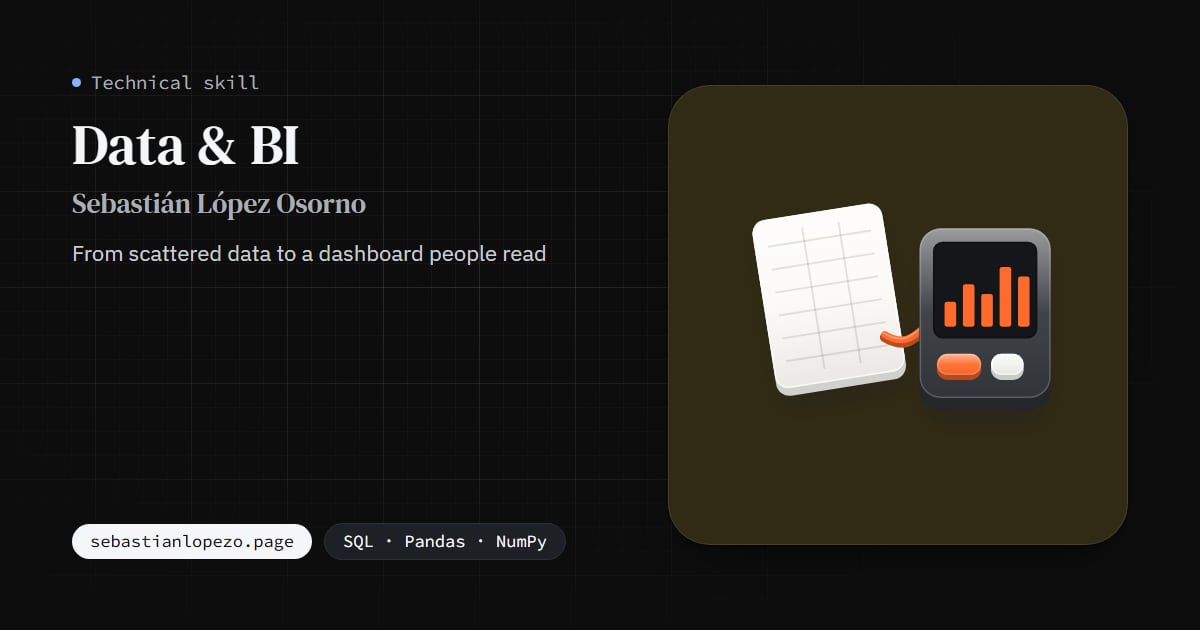 Technical skill
Data & BI
Sebastián López Osorno
From scattered data to a dashboard people read
sebastianlopezo.page
SQL · Pandas · NumPy